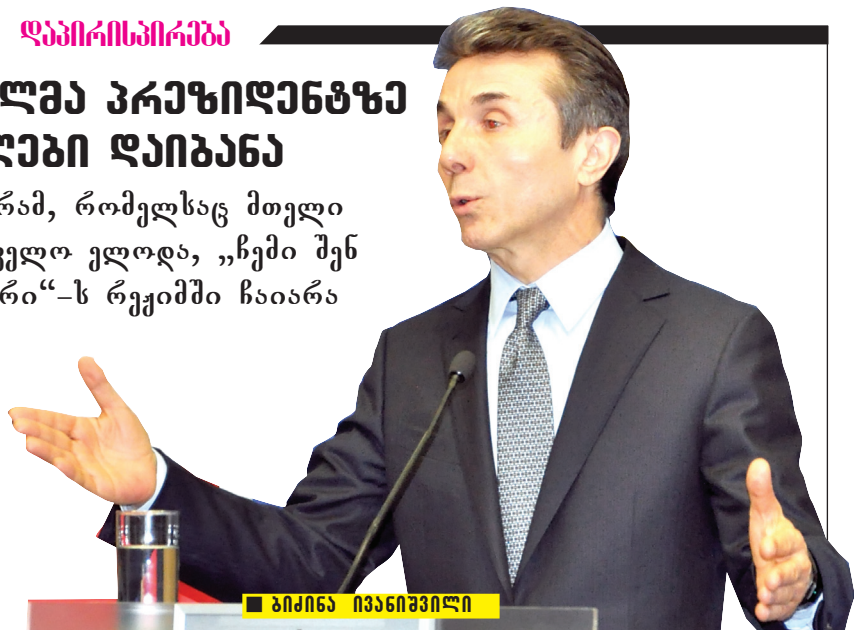 დაპირისპირება
ლმა პრეზიდენტზე
ლები დაიბანა
რამ, რომელსაც მთელი
ველო ელოდა, „ჩემი შენ
რი“–ს რეჟიმში ჩაიარა
■ ბიძინა ივანიშვილი